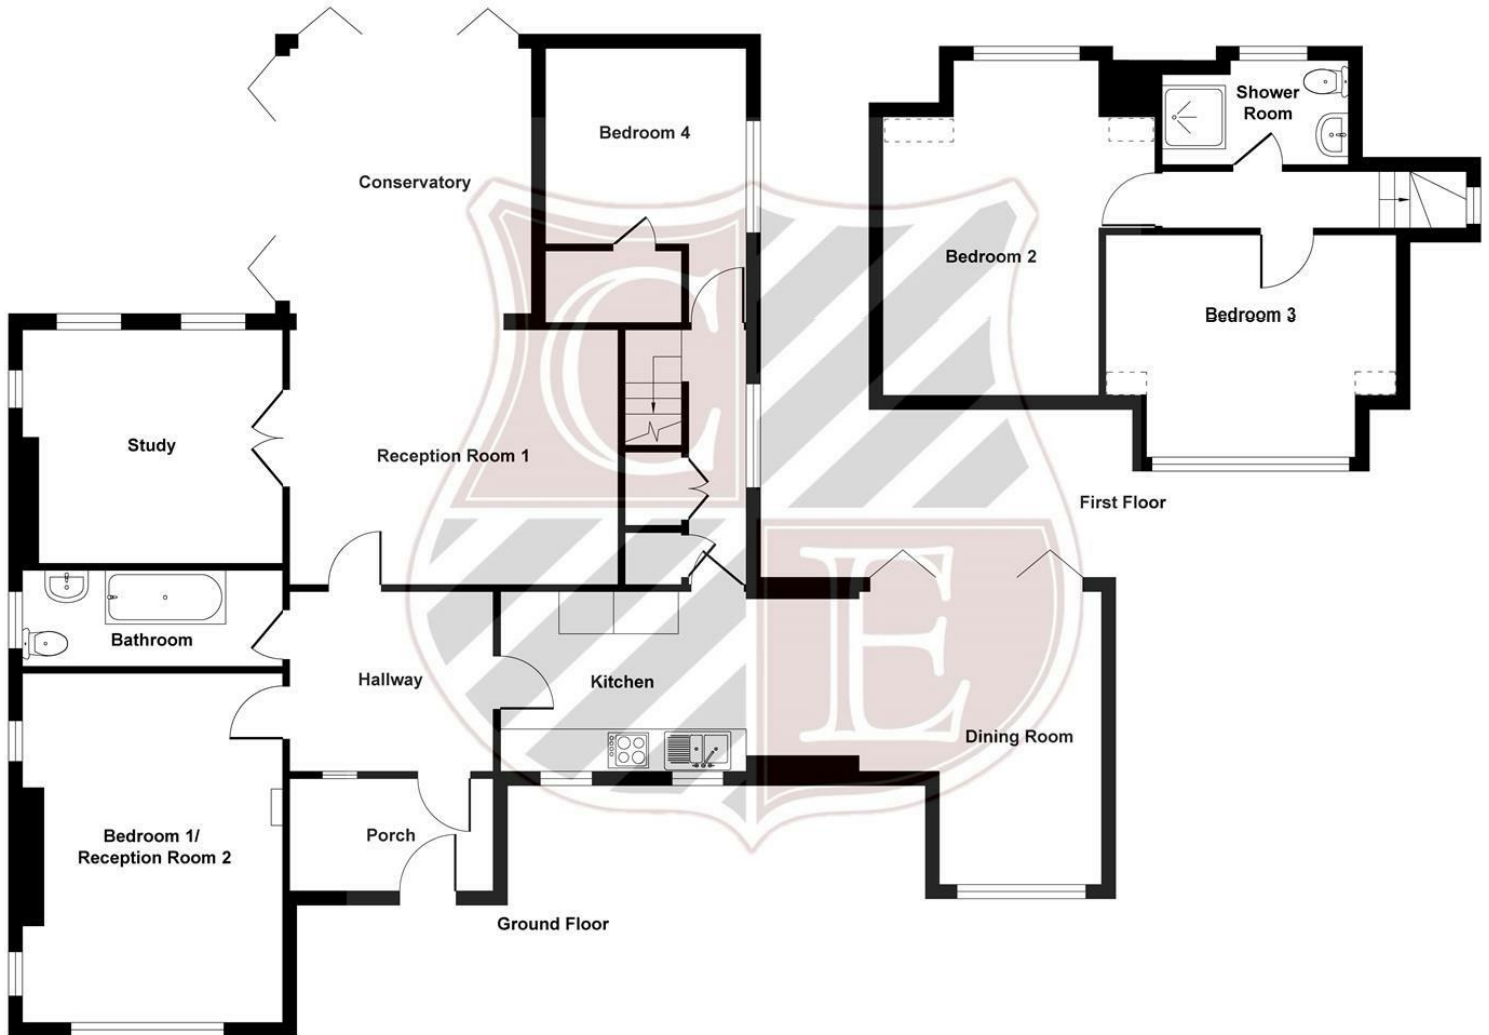 Bedroom 4
Conservatory
Study
Reception Room 1
Bathroom
Hallway
Kitchen
Dining Room
Porch
Bedroom 1/
Reception Room 2
Ground Floor
Shower
Room
Bedroom 2
Bedroom 3
First Floor
C
E